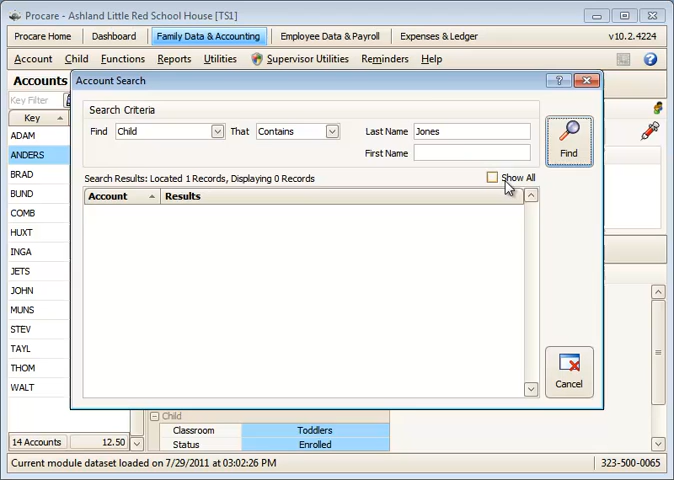 Procare - Ashland Little Red School House [TS1]
Procare Home Dashboard Family Data & Accounting Employee Data & Payroll Expenses & Ledger v10.2.4224
Account Child Functions Reports Utilities Supervisor Utilities Reminders Help
Accounts
Key Filter
Key
ADAM
ANDERS
BRAD
BUND
COMB
HUXT
INGA
JETS
JOHN
MUNS
STEV
TAYL
THOM
WALT
14 Accounts 12.50
Account Search
Search Criteria
Find Child That Contains Last Name Jones
First Name
Find
Search Results: Located 1 Records, Displaying 0 Records Show All
Account Results
Cancel
Child
Classroom Toddlers
Status Enrolled
Current module dataset loaded on 7/29/2011 at 03:02:26 PM 323-500-0065